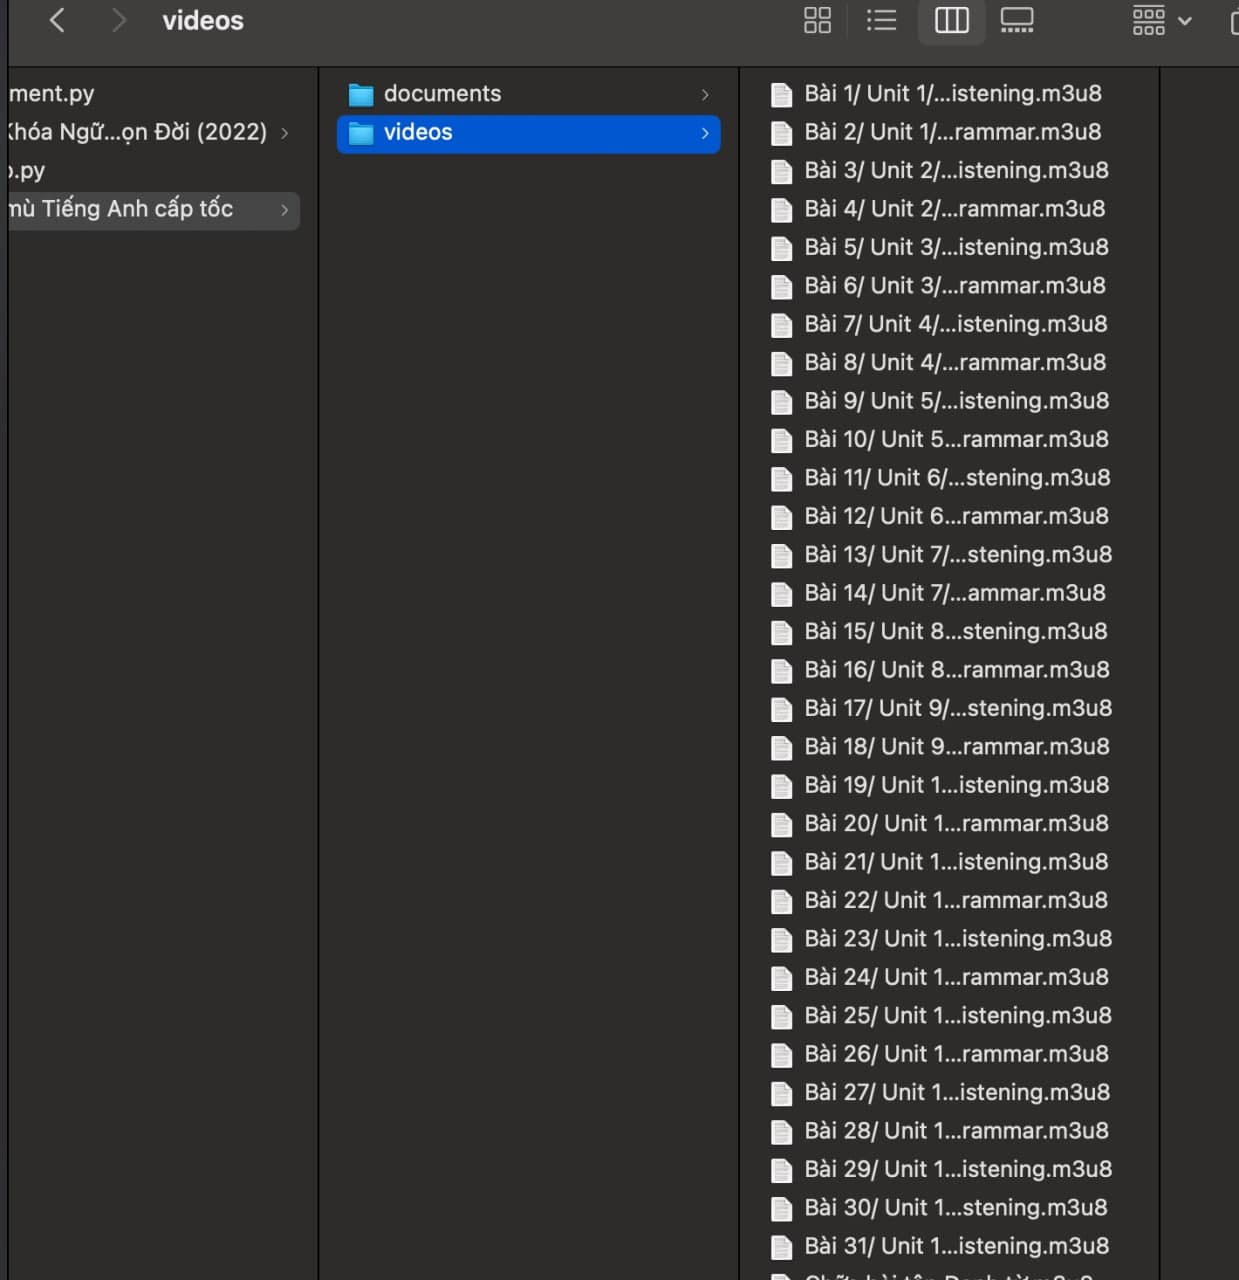 videos
ment.py
Khóa Ngữ...ọn Đời (2022)
o.py
mù Tiếng Anh cấp tốc
documents
videos
Bài 1/ Unit 1/...istening.m3u8
Bài 2/ Unit 1/...rammar.m3u8
Bài 3/ Unit 2/...istening.m3u8
Bài 4/ Unit 2/...rammar.m3u8
Bài 5/ Unit 3/...istening.m3u8
Bài 6/ Unit 3/...rammar.m3u8
Bài 7/ Unit 4/...istening.m3u8
Bài 8/ Unit 4/...rammar.m3u8
Bài 9/ Unit 5/...istening.m3u8
Bài 10/ Unit 5...rammar.m3u8
Bài 11/ Unit 6/...stening.m3u8
Bài 12/ Unit 6...rammar.m3u8
Bài 13/ Unit 7/...stening.m3u8
Bài 14/ Unit 7/...ammar.m3u8
Bài 15/ Unit 8...stening.m3u8
Bài 16/ Unit 8...rammar.m3u8
Bài 17/ Unit 9/...stening.m3u8
Bài 18/ Unit 9...rammar.m3u8
Bài 19/ Unit 1...istening.m3u8
Bài 20/ Unit 1...rammar.m3u8
Bài 21/ Unit 1...istening.m3u8
Bài 22/ Unit 1...rammar.m3u8
Bài 23/ Unit 1...istening.m3u8
Bài 24/ Unit 1...rammar.m3u8
Bài 25/ Unit 1...istening.m3u8
Bài 26/ Unit 1...rammar.m3u8
Bài 27/ Unit 1...istening.m3u8
Bài 28/ Unit 1...rammar.m3u8
Bài 29/ Unit 1...istening.m3u8
Bài 30/ Unit 1...stening.m3u8
Bài 31/ Unit 1...istening.m3u8
Chữa bài tập Danh từ.m3u8